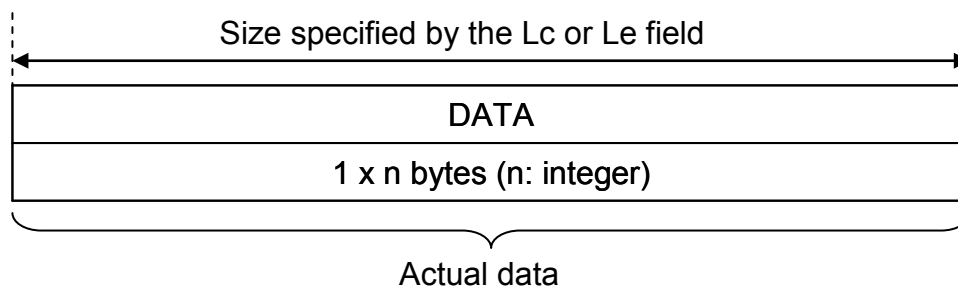 Size specified by the Lc or Le field
DATA
1 x n bytes (n: integer)
Actual data